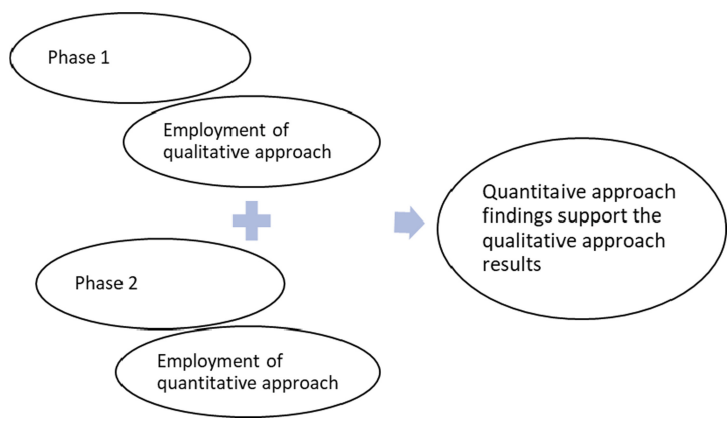 Phase 1
Employment of
qualitative approach
Phase 2
Employment of
quantitative approach
Quantitaive approach
findings support the
qualitative approach
results